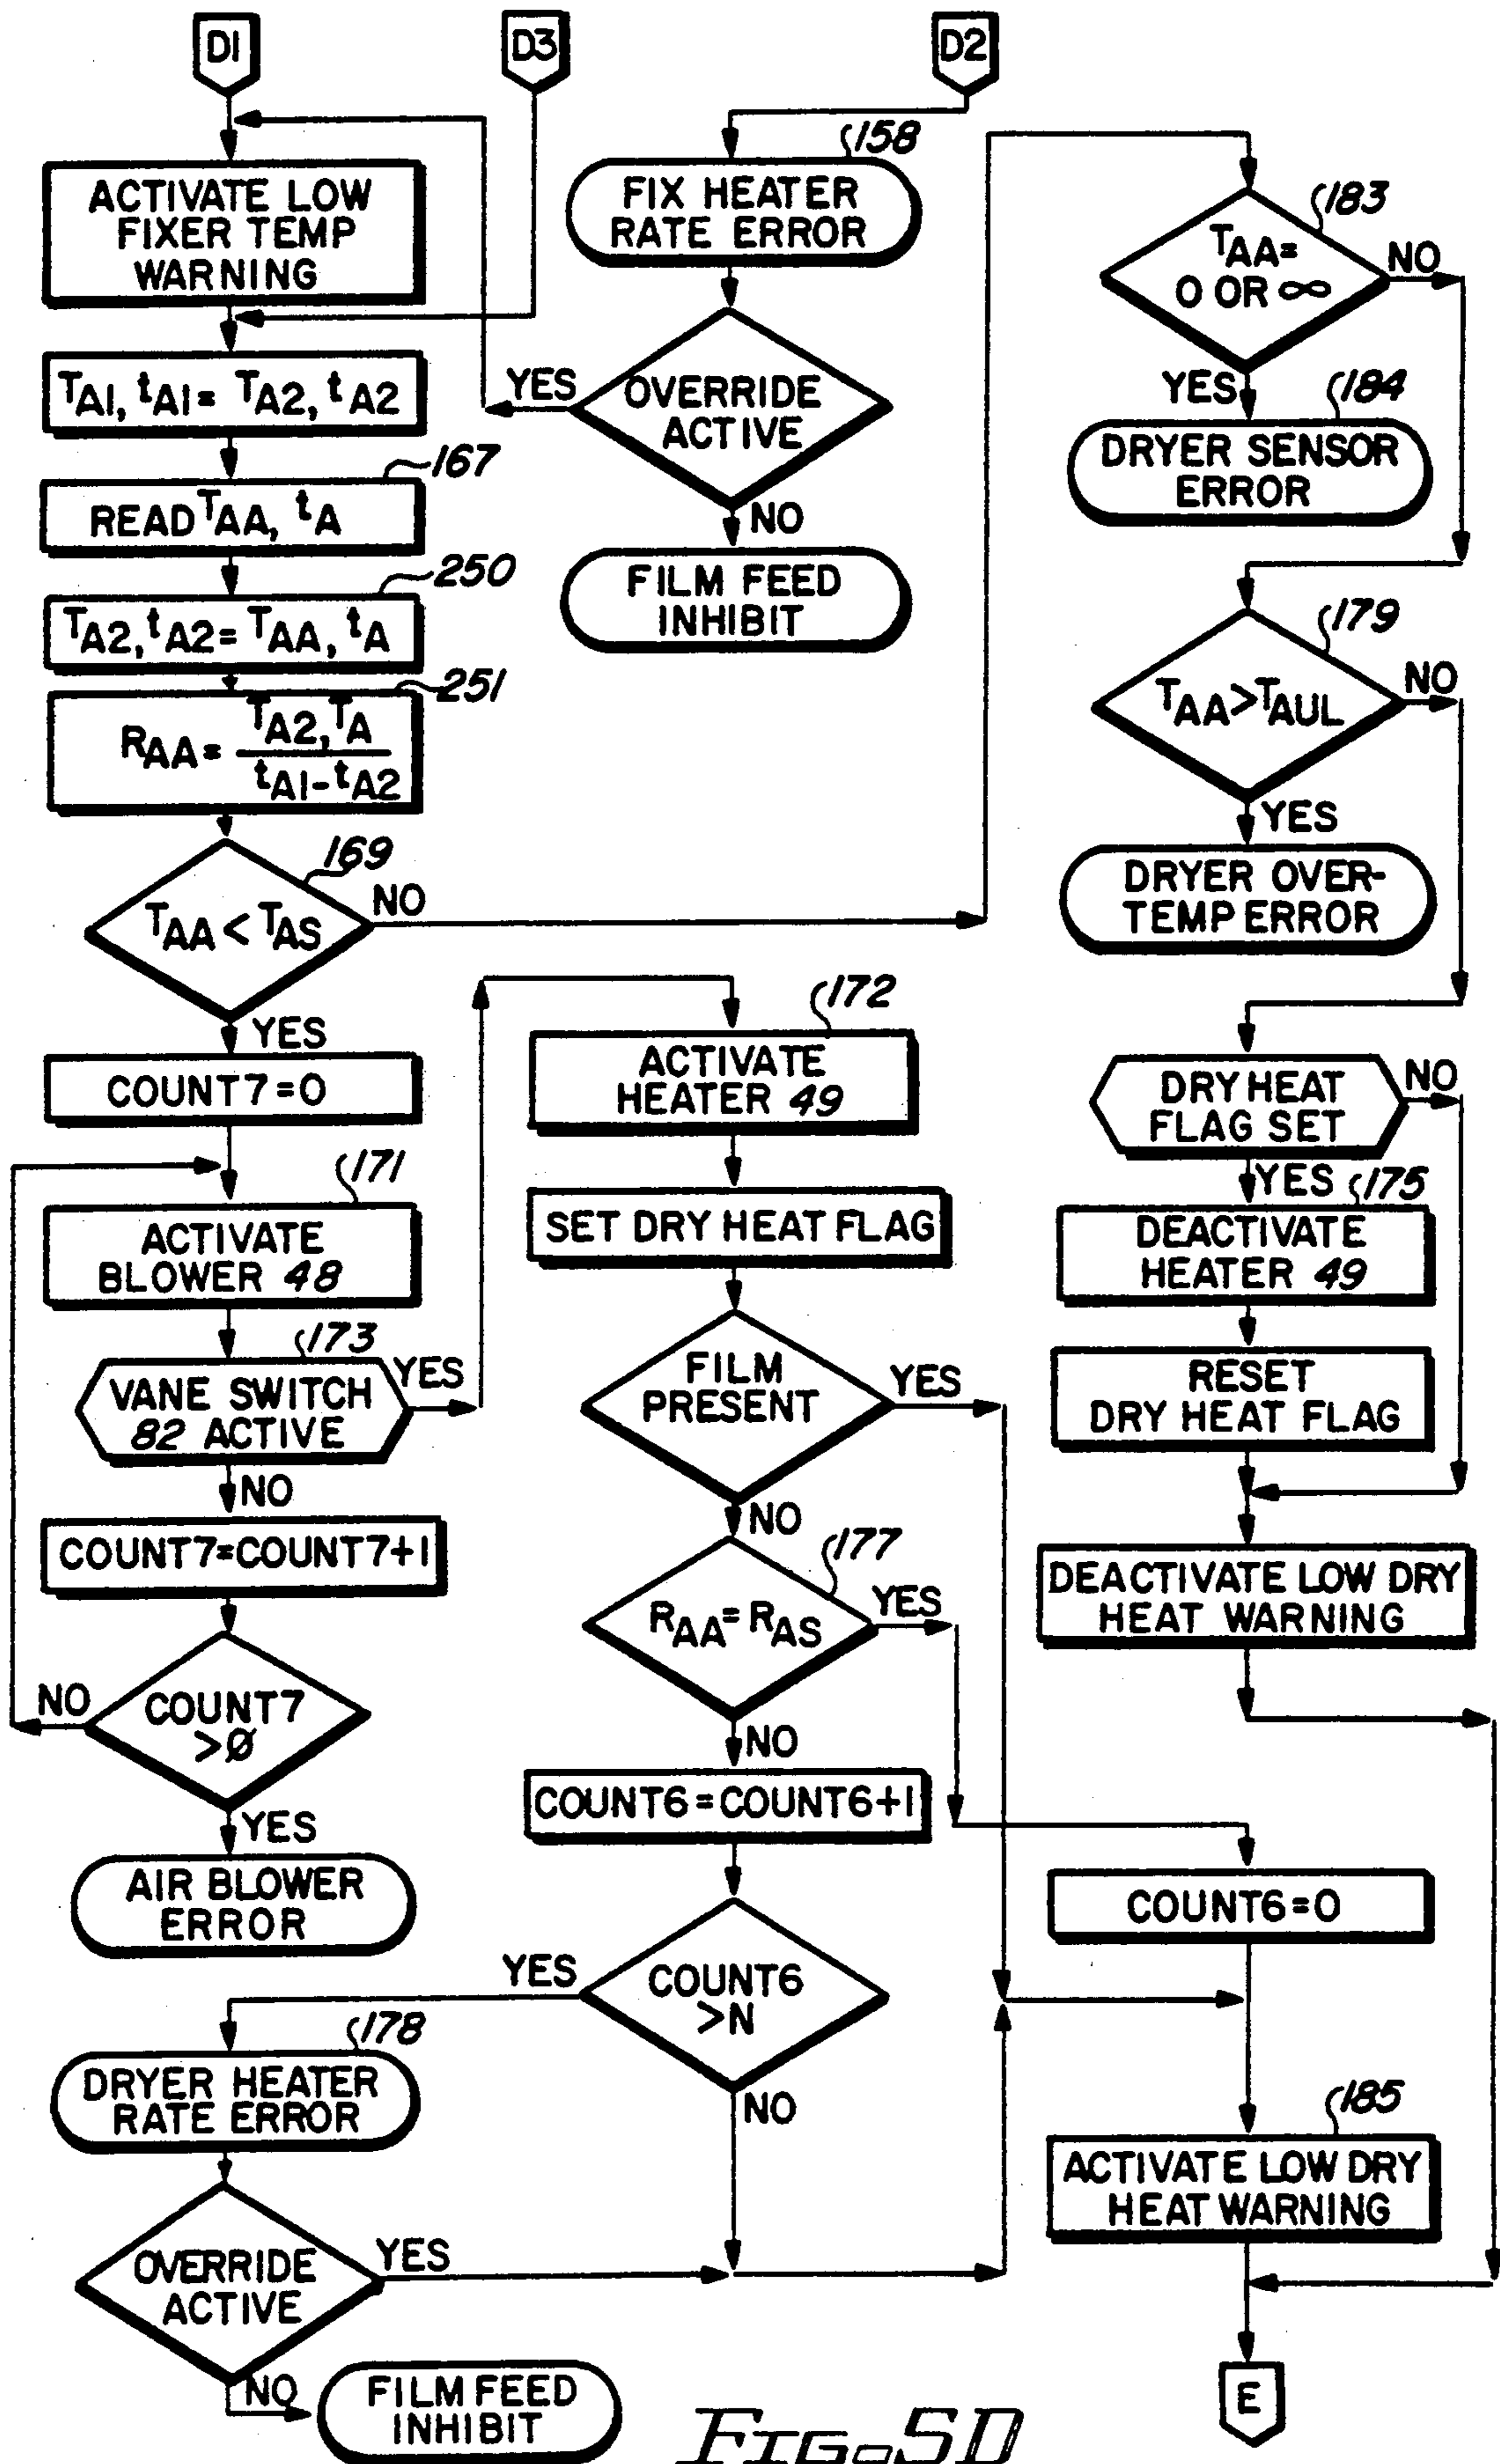 D1
D3
D2
ACTIVATE LOW
FIXER TEMP
WARNING
TA1, tA1 = TA2, tA2
167
READ TAA, tA
250
TA2, tA2 = TAA, tA
251
RAA = TA2, TA
tA1 - tA2
169
TAA < TAS
NO
YES
COUNT7 = 0
171
ACTIVATE
BLOWER 48
173
VANE SWITCH
82 ACTIVE
YES
NO
COUNT7=COUNT7+1
COUNT7
>Ø
NO
YES
AIR BLOWER
ERROR
158
FIX HEATER
RATE ERROR
OVERRIDE
ACTIVE
YES
NO
FILM FEED
INHIBIT
172
ACTIVATE
HEATER 49
SET DRY HEAT FLAG
FILM
PRESENT
YES
NO
177
RAA = RAS
YES
NO
COUNT6 = COUNT6+1
COUNT6
>N
YES
NO
178
DRYER HEATER
RATE ERROR
OVERRIDE
ACTIVE
YES
NO
FILM FEED
INHIBIT
183
TAA=
0 OR ∞
NO
YES
184
DRYER SENSOR
ERROR
179
TAA>TAUL
NO
YES
DRYER OVER-
TEMP ERROR
DRY HEAT
FLAG SET
NO
YES
175
DEACTIVATE
HEATER 49
RESET
DRY HEAT FLAG
DEACTIVATE LOW DRY
HEAT WARNING
COUNT6 = 0
185
ACTIVATE LOW DRY
HEAT WARNING
E
FIG. 5D